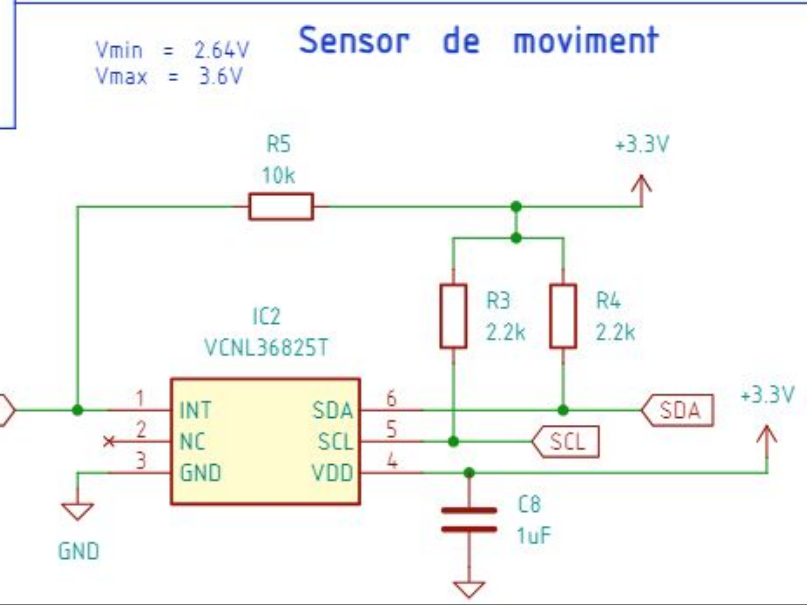 Sensor de moviment
Vmin = 2.64V
Vmax = 3.6V
R5
10k
+3.3V
R3
2.2k
R4
2.2k
IC2
VCNL36825T
1
INT
2
NC
3
GND
SDA
6
SCL
5
VDD
4
SDA
SCL
+3.3V
C8
1uF
GND